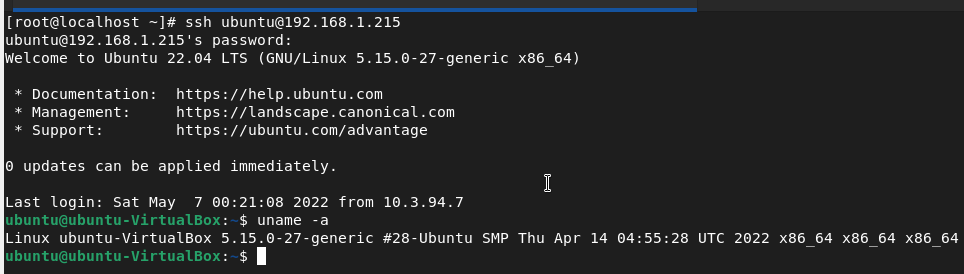 [root@localhost ~]# ssh ubuntu@192.168.1.215
ubuntu@192.168.1.215's password:
Welcome to Ubuntu 22.04 LTS (GNU/Linux 5.15.0-27-generic x86_64)
 * Documentation:  https://help.ubuntu.com
 * Management:     https://landscape.canonical.com
 * Support:        https://ubuntu.com/advantage
0 updates can be applied immediately.
Last login: Sat May  7 00:21:08 2022 from 10.3.94.7
ubuntu@ubuntu-VirtualBox:~$ uname -a
Linux ubuntu-VirtualBox 5.15.0-27-generic #28-Ubuntu SMP Thu Apr 14 04:55:28 UTC 2022 x86_64 x86_64 x86_64
ubuntu@ubuntu-VirtualBox:~$